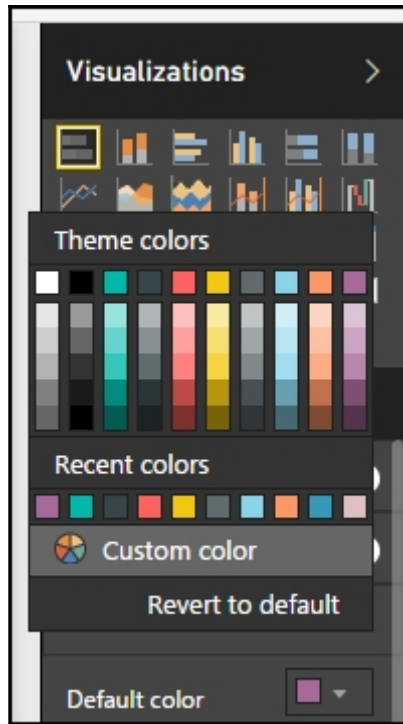 Visualizations
Theme colors
Recent colors
Custom color
Revert to default
Default color